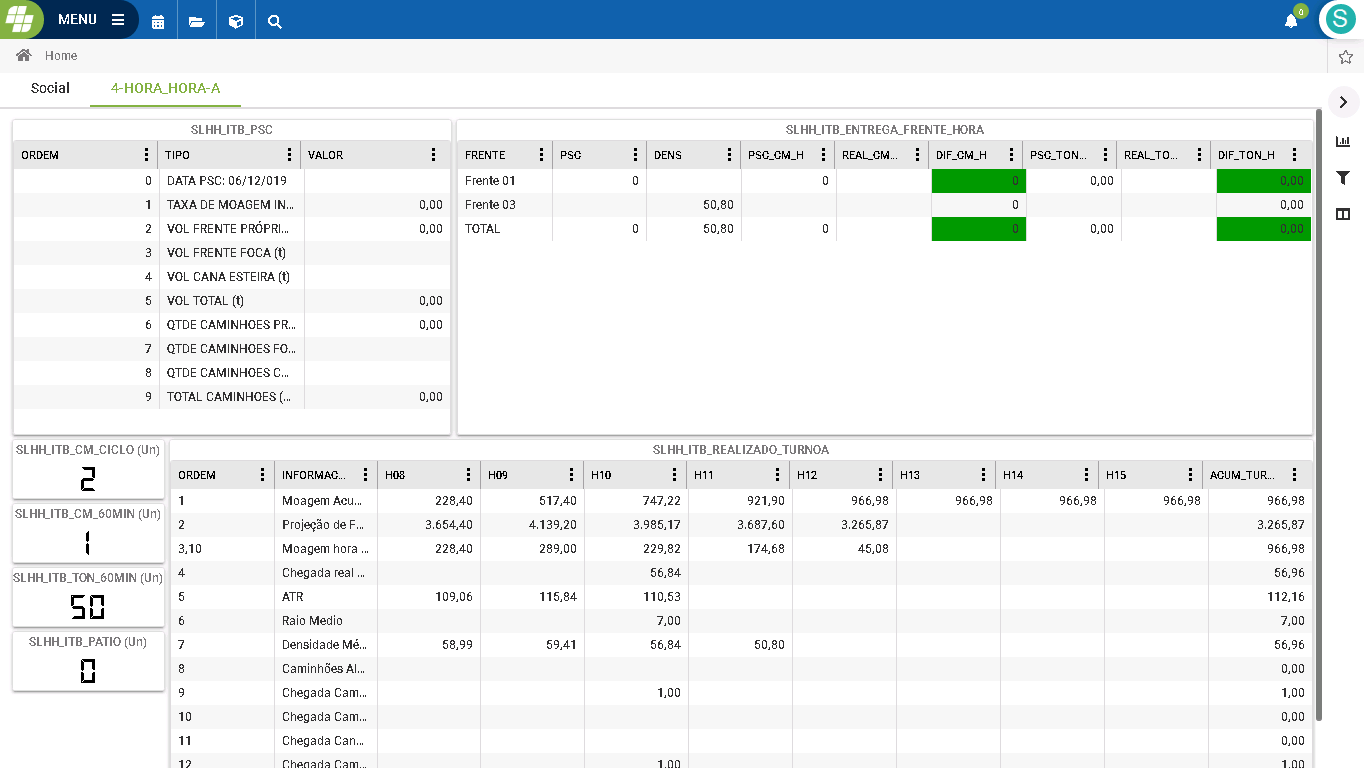 MENU
0
S
Home
Social 4-HORA_HORA-A
SLHH_ITB_PSC
ORDEM TIPO VALOR
0 DATA PSC: 06/12/019
1 TAXA DE MOAGEM IN... 0,00
2 VOL FRENTE PRÓPRI... 0,00
3 VOL FRENTE FOCA (t)
4 VOL CANA ESTEIRA (t)
5 VOL TOTAL (t) 0,00
6 QTDE CAMINHOES PR... 0,00
7 QTDE CAMINHOES FO...
8 QTDE CAMINHOES C...
9 TOTAL CAMINHOES (... 0,00
SLHH_ITB_ENTREGA_FRENTE_HORA
FRENTE PSC DENS PSC_CM_H REAL_CM... DIF_CM_H PSC_TON... REAL_TO... DIF_TON_H
Frente 01 0 0 0 0,00 0,00
Frente 03 50,80 0 0,00
TOTAL 0 50,80 0 0 0,00 0,00
SLHH_ITB_CM_CICLO (Un)
2
SLHH_ITB_CM_60MIN (Un)
1
SLHH_ITB_TON_60MIN (Un)
50
SLHH_ITB_PATIO (Un)
0
SLHH_ITB_REALIZADO_TURNOA
ORDEM INFORMAC... H08 H09 H10 H11 H12 H13 H14 H15 ACUM_TUR...
1 Moagem Acu... 228,40 517,40 747,22 921,90 966,98 966,98 966,98 966,98 966,98
2 Projeção de F... 3.654,40 4.139,20 3.985,17 3.687,60 3.265,87 3.265,87
3,10 Moagem hora ... 228,40 289,00 229,82 174,68 45,08 966,98
4 Chegada real ... 56,84 56,96
5 ATR 109,06 115,84 110,53 112,16
6 Raio Medio 7,00 7,00
7 Densidade Mé... 58,99 59,41 56,84 50,80 56,96
8 Caminhões Al... 0,00
9 Chegada Cam... 1,00 1,00
10 Chegada Cam... 0,00
11 Chegada Can... 0,00
12 Chegada Cam... 1,00 1,00